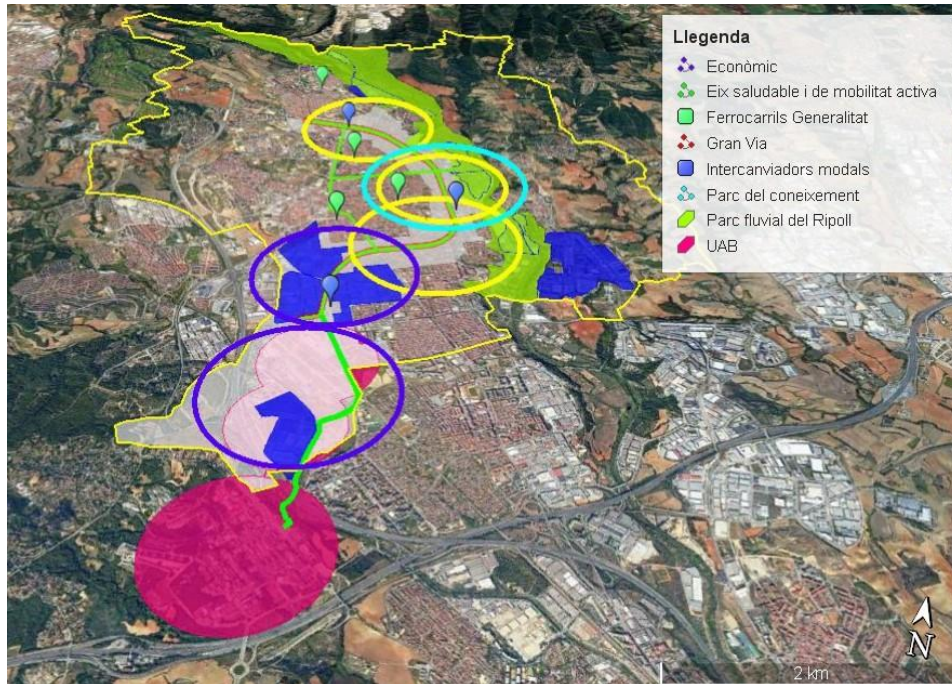 Llegenda
Econòmic
Eix saludable i de mobilitat activa
Ferrocarrils Generalitat
Gran Via
Intercanviadors modals
Parc del coneixement
Parc fluvial del Ripoll
UAB
N
2 km